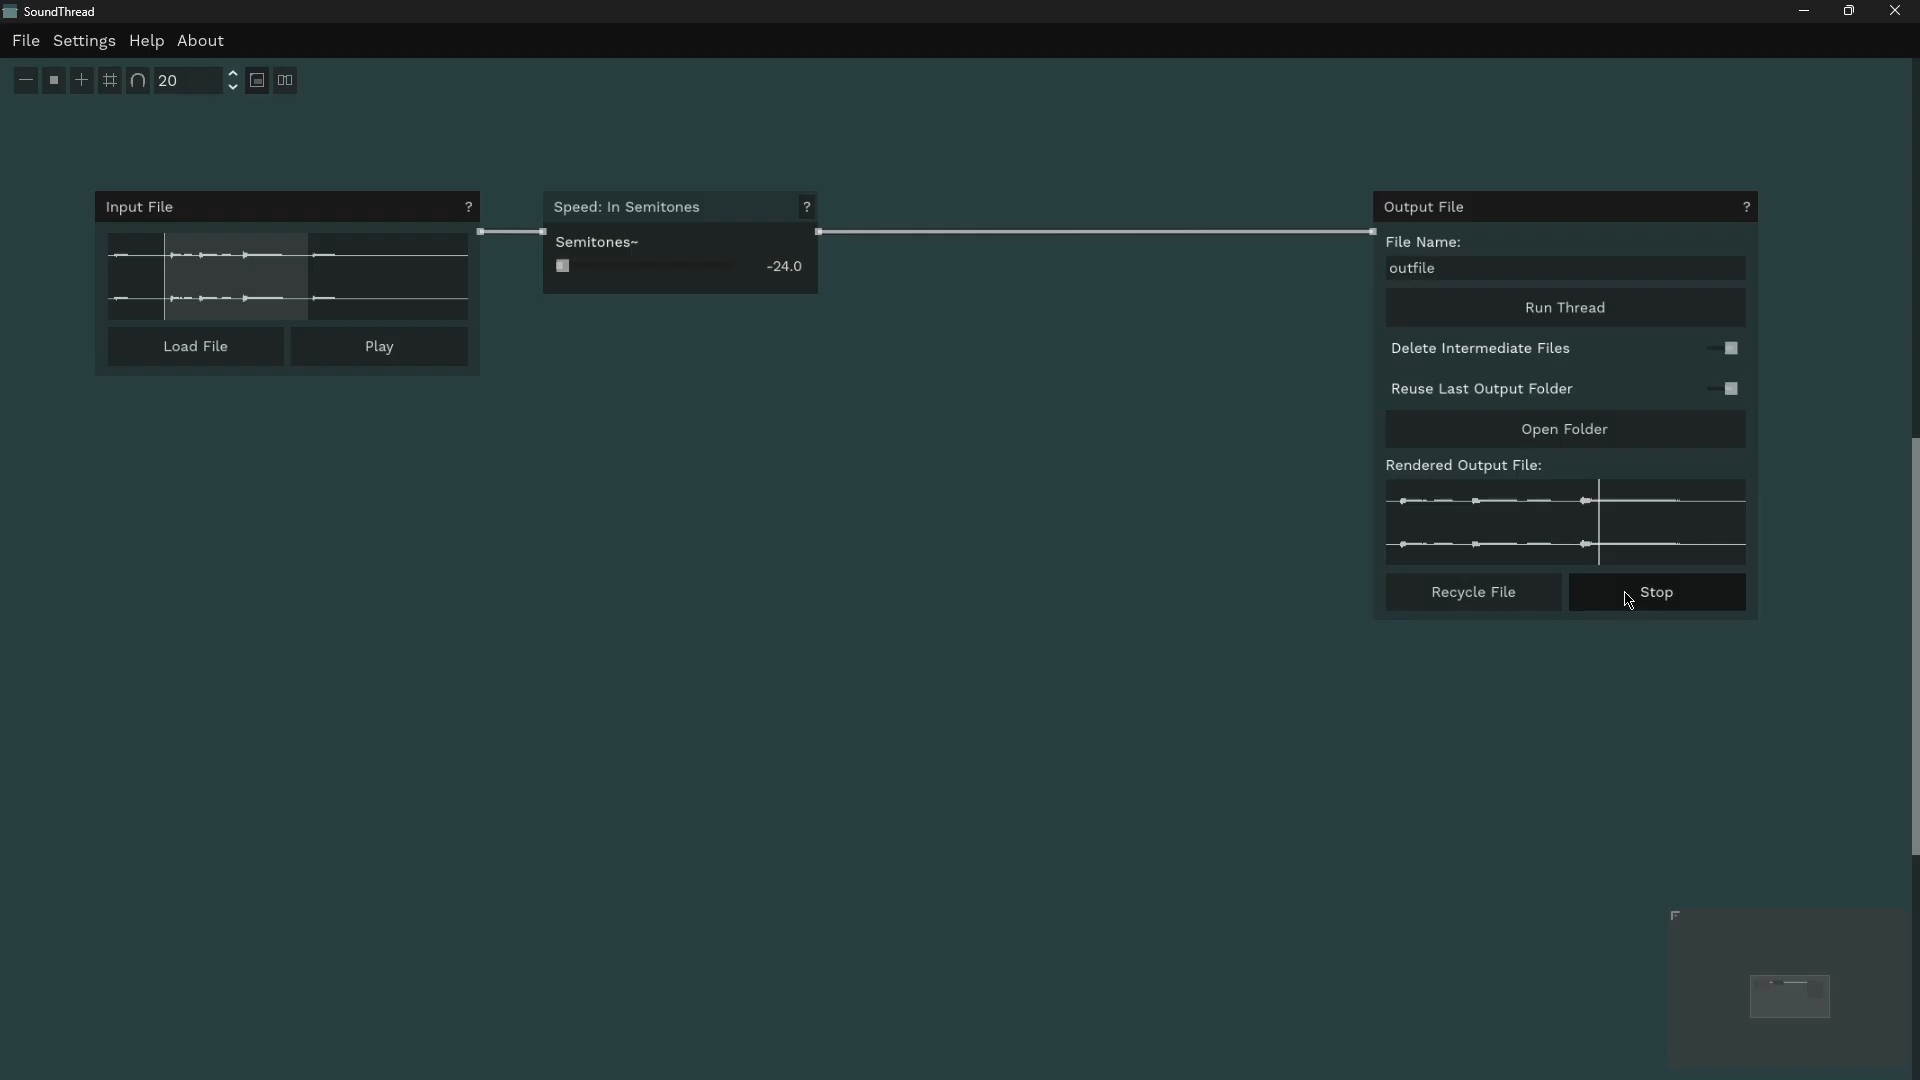 SoundThread
File Settings Help About
20
Input File ?
Load File Play
Speed: In Semitones ?
Semitones~
-24.0
Output File ?
File Name:
outfile
Run Thread
Delete Intermediate Files
Reuse Last Output Folder
Open Folder
Rendered Output File:
Recycle File Stop